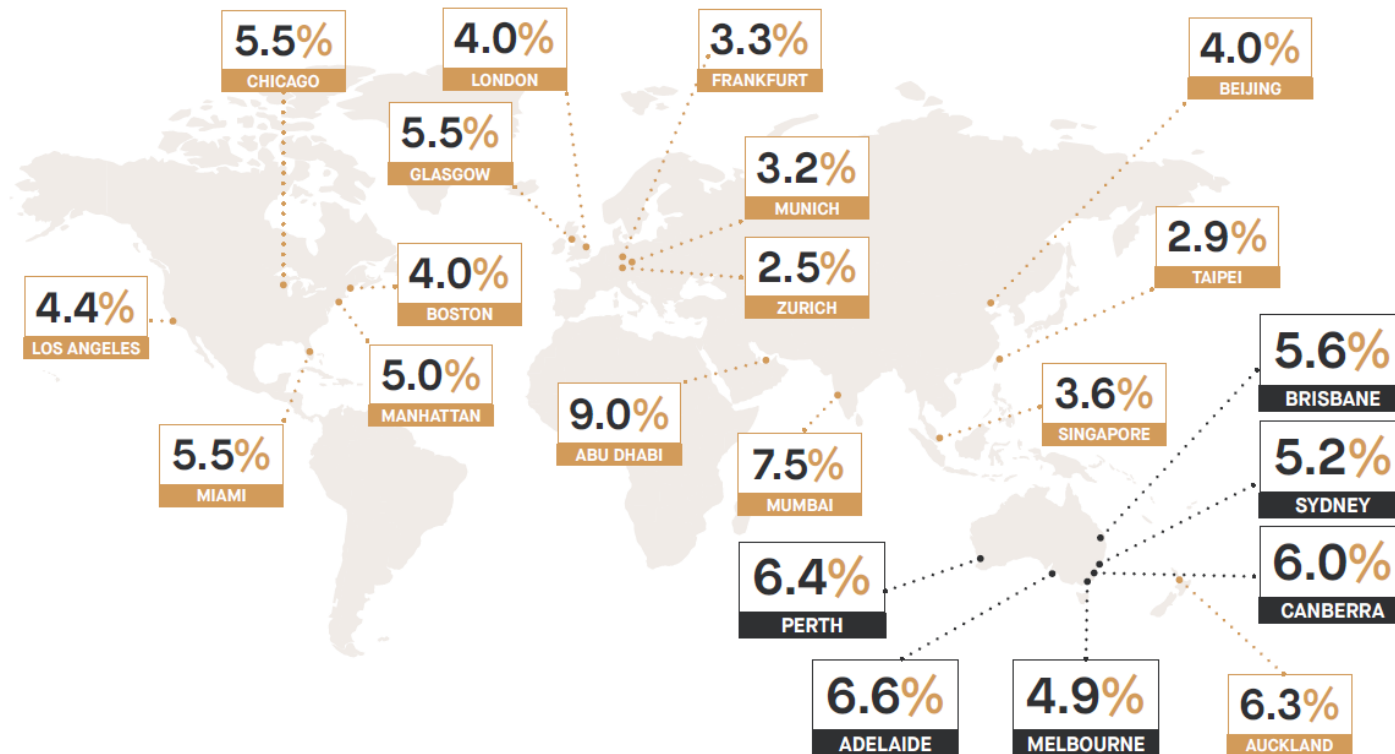 5.5%
CHICAGO
4.0%
LONDON
3.3%
FRANKFURT
4.0%
BEIJING
5.5%
GLASGOW
3.2%
MUNICH
2.9%
TAIPEI
2.5%
ZURICH
4.0%
BOSTON
4.4%
LOS ANGELES
5.6%
BRISBANE
5.0%
MANHATTAN
9.0%
ABU DHABI
3.6%
SINGAPORE
5.5%
MIAMI
7.5%
MUMBAI
5.2%
SYDNEY
6.4%
PERTH
6.0%
CANBERRA
6.6%
ADELAIDE
4.9%
MELBOURNE
6.3%
AUCKLAND